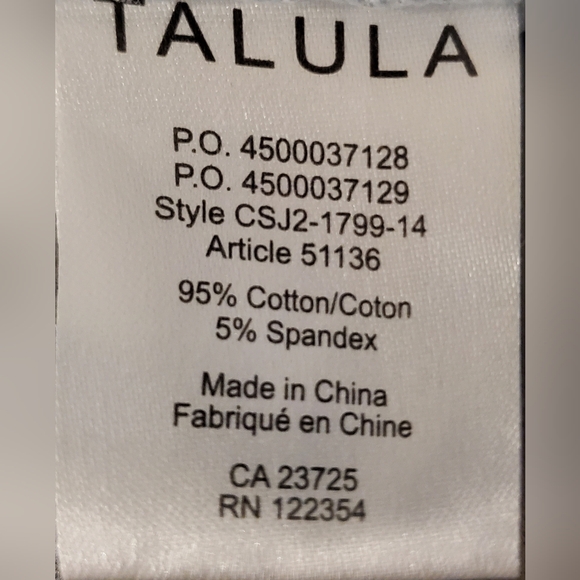 TALULA
P.O. 4500037128
P.O. 4500037129
Style CSJ2-1799-14
Article 51136
95% Cotton/Coton
5% Spandex
Made in China
Fabriqué en Chine
CA 23725
RN 122354